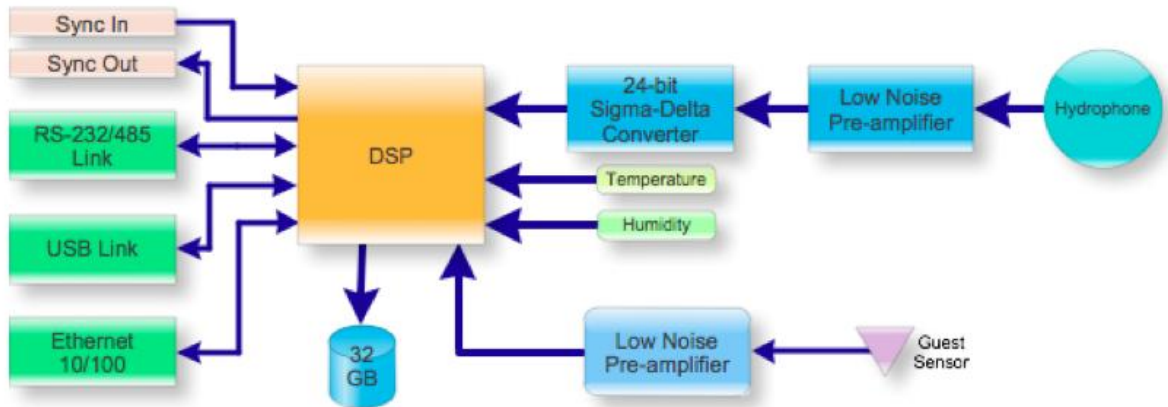 Sync In
Sync Out
RS-232/485
Link
USB Link
Ethernet
10/100
DSP
32
GB
24-bit
Sigma-Delta
Converter
Low Noise
Pre-amplifier
Hydrophone
Temperature
Humidity
Low Noise
Pre-amplifier
Guest
Sensor